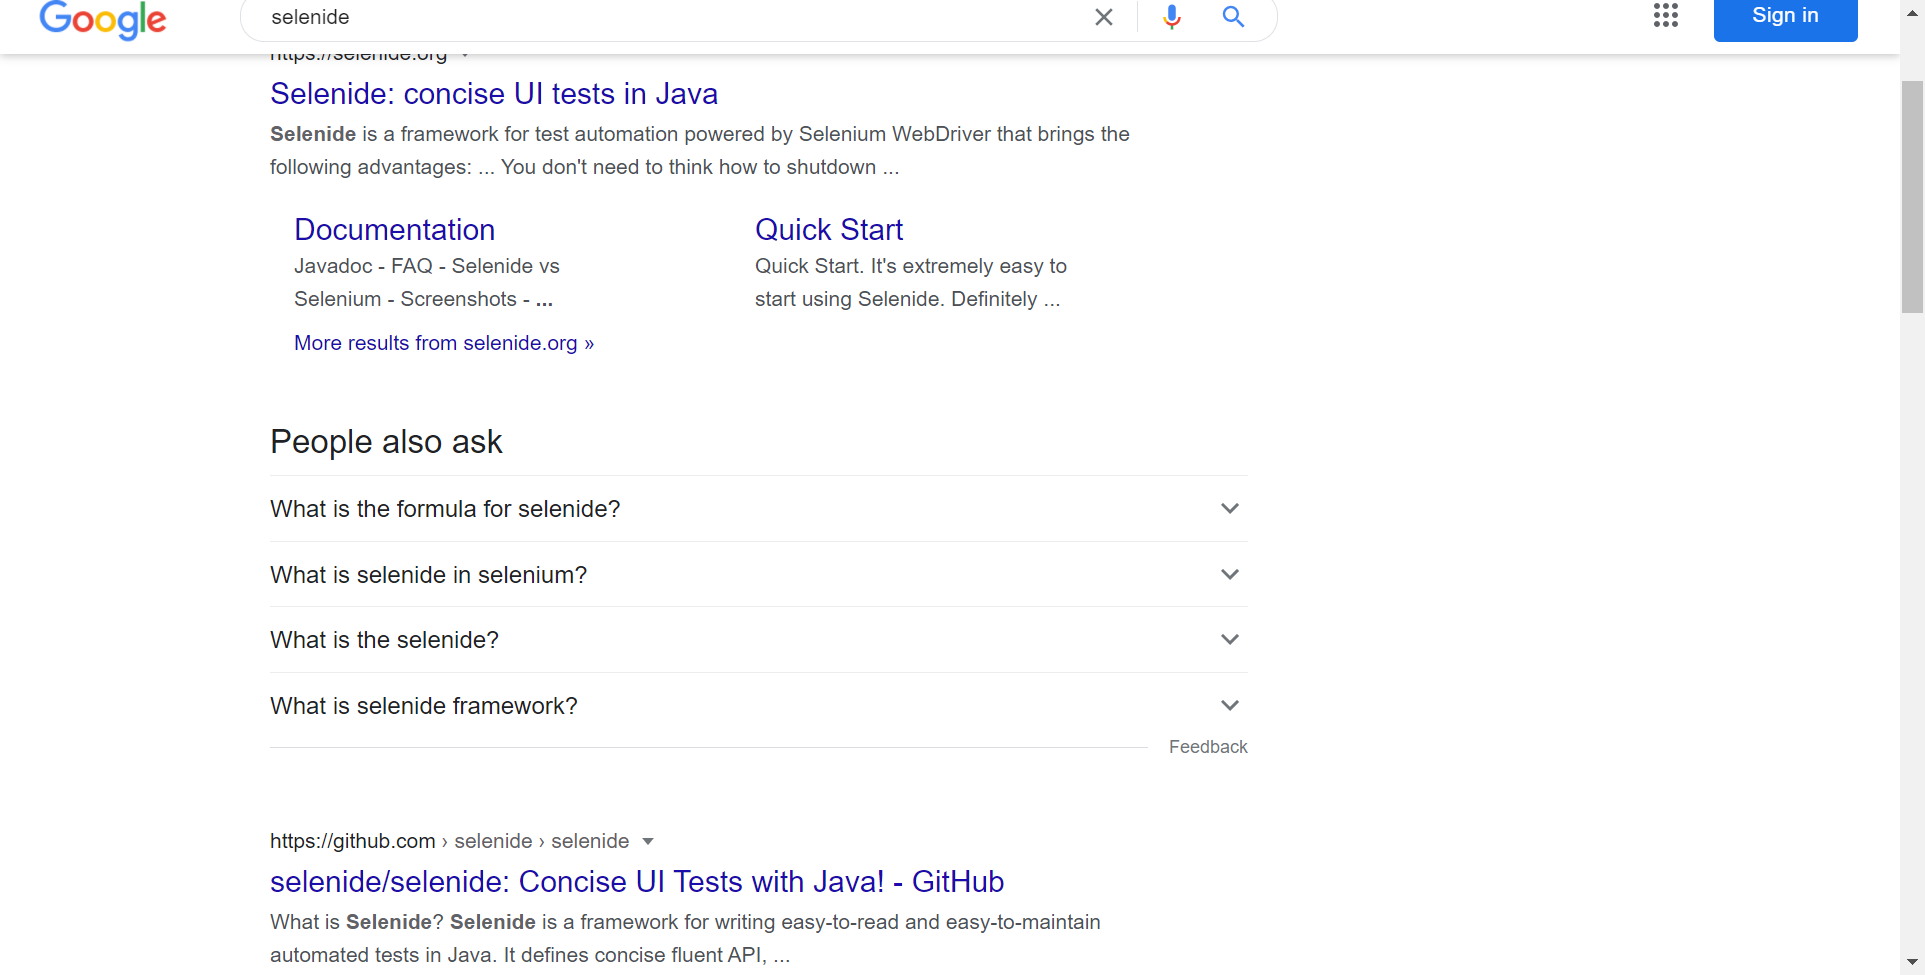 Google
selenide
Sign in
https://selenide.org
Selenide: concise UI tests in Java
Selenide is a framework for test automation powered by Selenium WebDriver that brings the
following advantages: ... You don't need to think how to shutdown ...
Documentation
Javadoc - FAQ - Selenide vs
Selenium - Screenshots - ...
Quick Start
Quick Start. It's extremely easy to
start using Selenide. Definitely ...
More results from selenide.org »
People also ask
What is the formula for selenide?
What is selenide in selenium?
What is the selenide?
What is selenide framework?
Feedback
https://github.com › selenide › selenide
selenide/selenide: Concise UI Tests with Java! - GitHub
What is Selenide? Selenide is a framework for writing easy-to-read and easy-to-maintain
automated tests in Java. It defines concise fluent API, ...